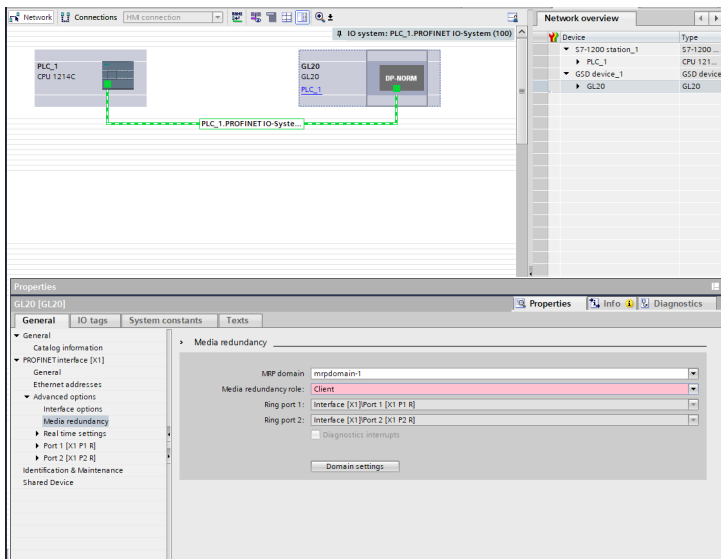 Network Connections HMI connection
Network overview
IO system: PLC_1.PROFINET IO-System (100)
Device Type
S7-1200 station_1 S7-1200 ...
PLC_1 CPU 121...
GSD device_1 GSD device
GL20 GL20
PLC_1
CPU 1214C
GL20
GL20
PLC_1
DP-NORM
PLC_1.PROFINET IO-Syste...
Properties
GL20 [GL20]
Properties Info Diagnostics
General IO tags System constants Texts
General
Catalog information
PROFINET interface [X1]
General
Ethernet addresses
Advanced options
Interface options
Media redundancy
Real time settings
Port 1 [X1 P1 R]
Port 2 [X1 P2 R]
Identification & Maintenance
Shared Device
Media redundancy
MRP domain mrpdomain-1
Media redundancy role: Client
Ring port 1: Interface [X1]\Port 1 [X1 P1 R]
Ring port 2: Interface [X1]\Port 2 [X1 P2 R]
Diagnostics interrupts
Domain settings